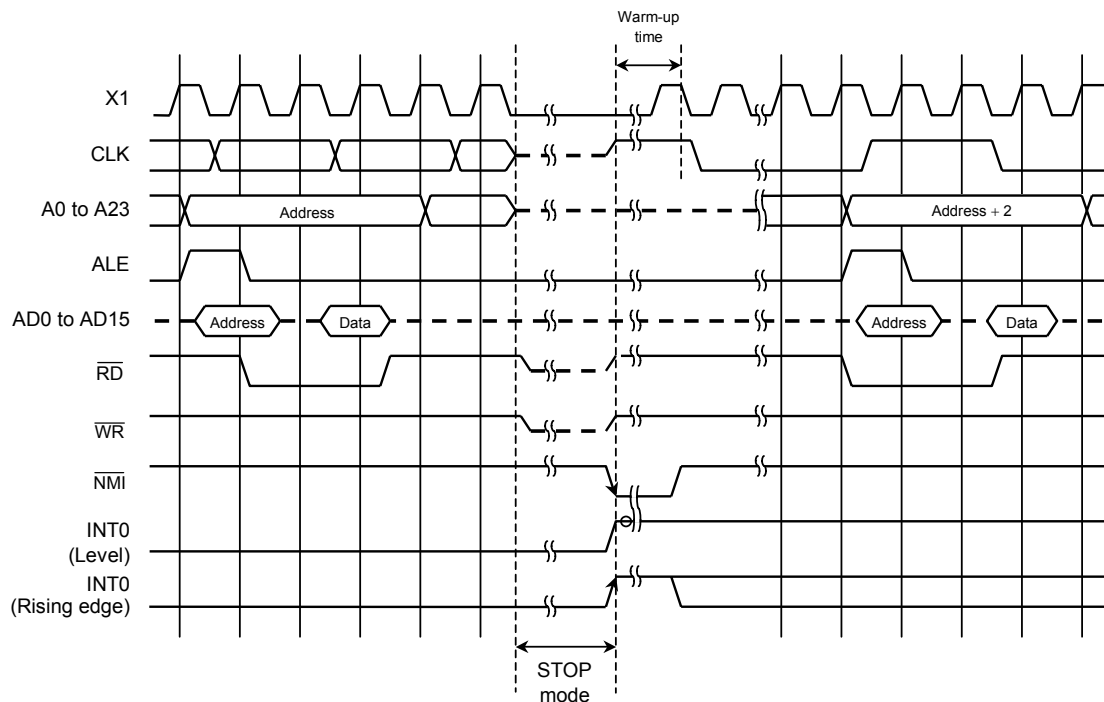 Warm-up
time
X1
CLK
A0 to A23
Address
Address + 2
ALE
AD0 to AD15
Address
Data
Address
Data
RD
WR
NMI
INT0
(Level)
INT0
(Rising edge)
STOP
mode